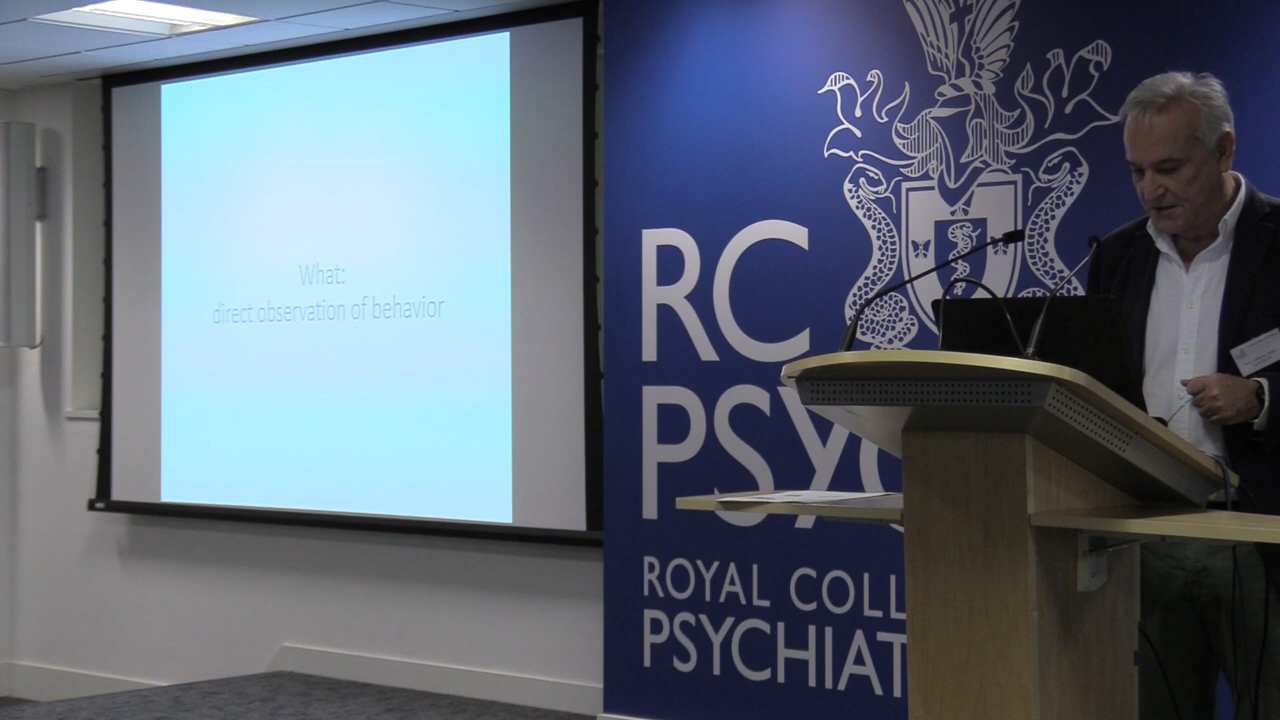 What:
direct observation of behavior
RC
PSYC
ROYAL COLL
PSYCHIAT